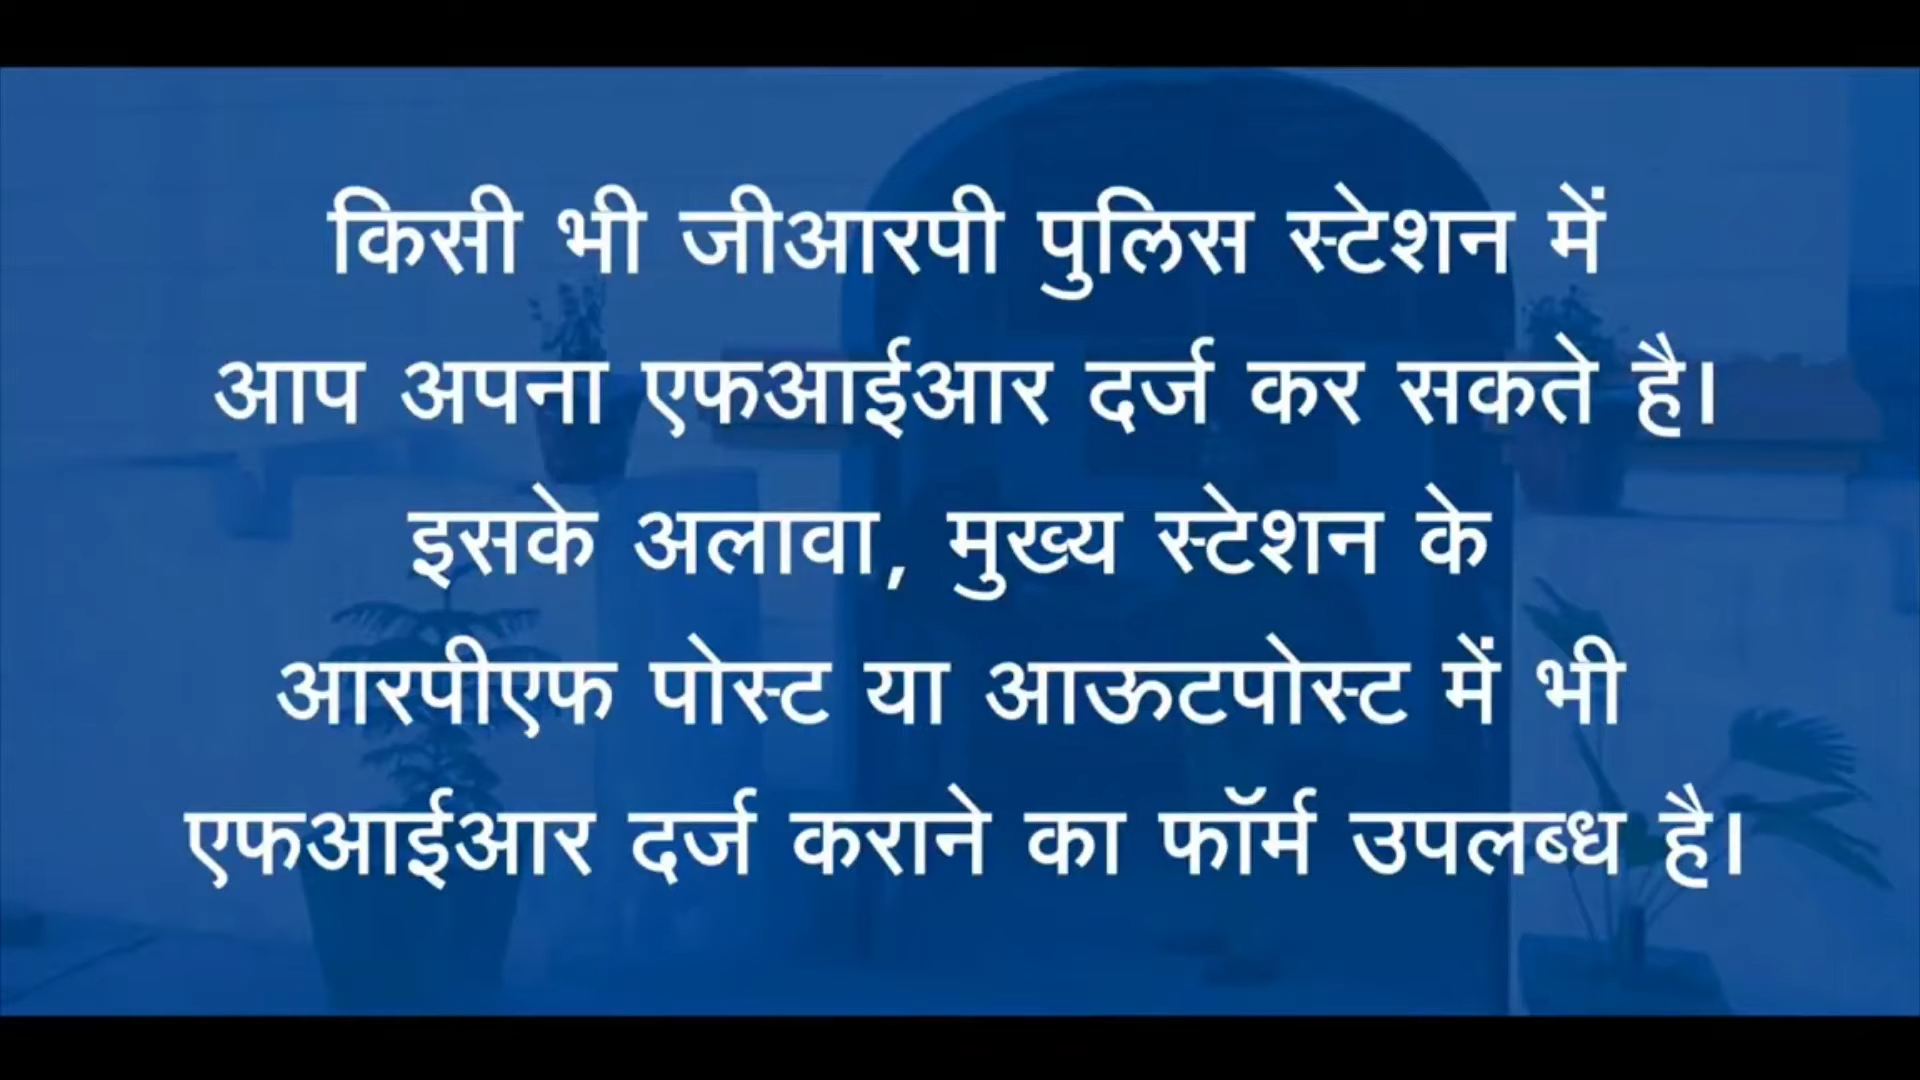 किसी भी जीआरपी पुलिस स्टेशन में
आप अपना एफआईआर दर्ज कर सकते है।
इसके अलावा, मुख्य स्टेशन के
आरपीएफ पोस्ट या आऊटपोस्ट में भी
एफआईआर दर्ज कराने का फॉर्म उपलब्ध है।